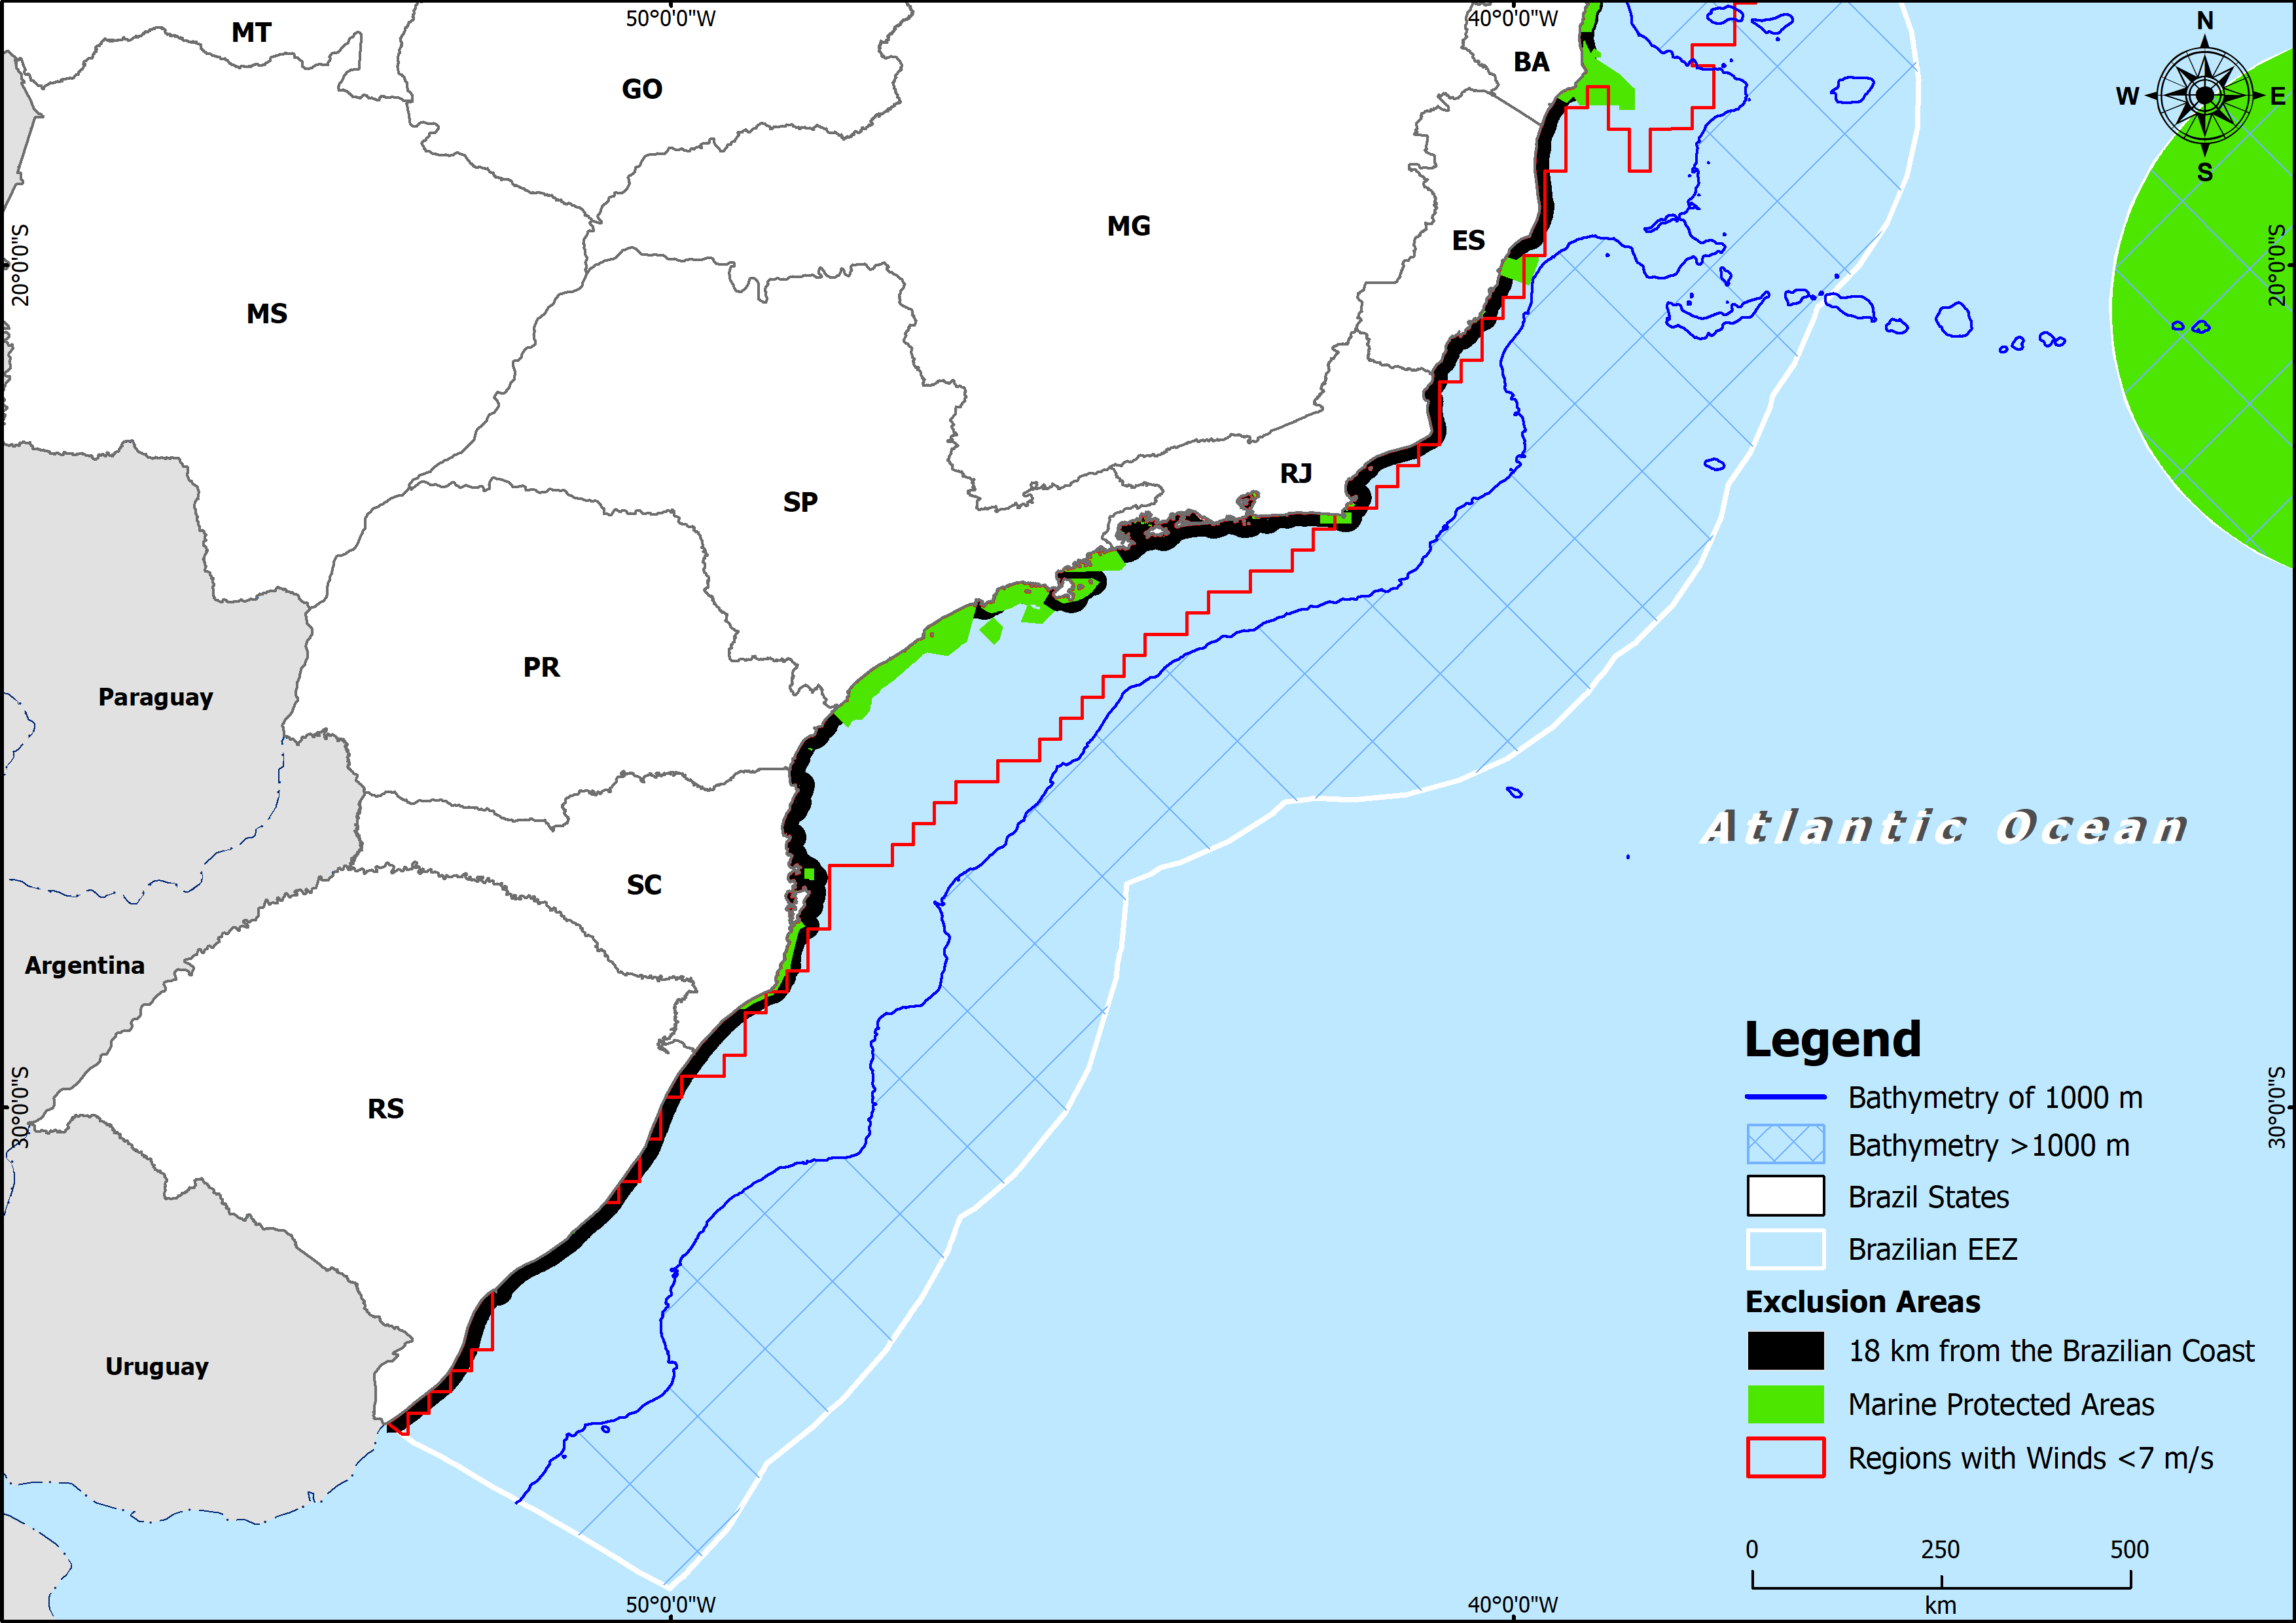 50°0'0"W
40°0'0"W
MT
GO
BA
N
W
E
S
20°0'0"S
20°0'0"S
MG
ES
MS
RJ
SP
PR
Paraguay
Atlantic Ocean
SC
Argentina
RS
30°0'0"S
30°0'0"S
Uruguay
Legend
Bathymetry of 1000 m
Bathymetry >1000 m
Brazil States
Brazilian EEZ
Exclusion Areas
18 km from the Brazilian Coast
Marine Protected Areas
Regions with Winds <7 m/s
0 250 500
km
50°0'0"W
40°0'0"W